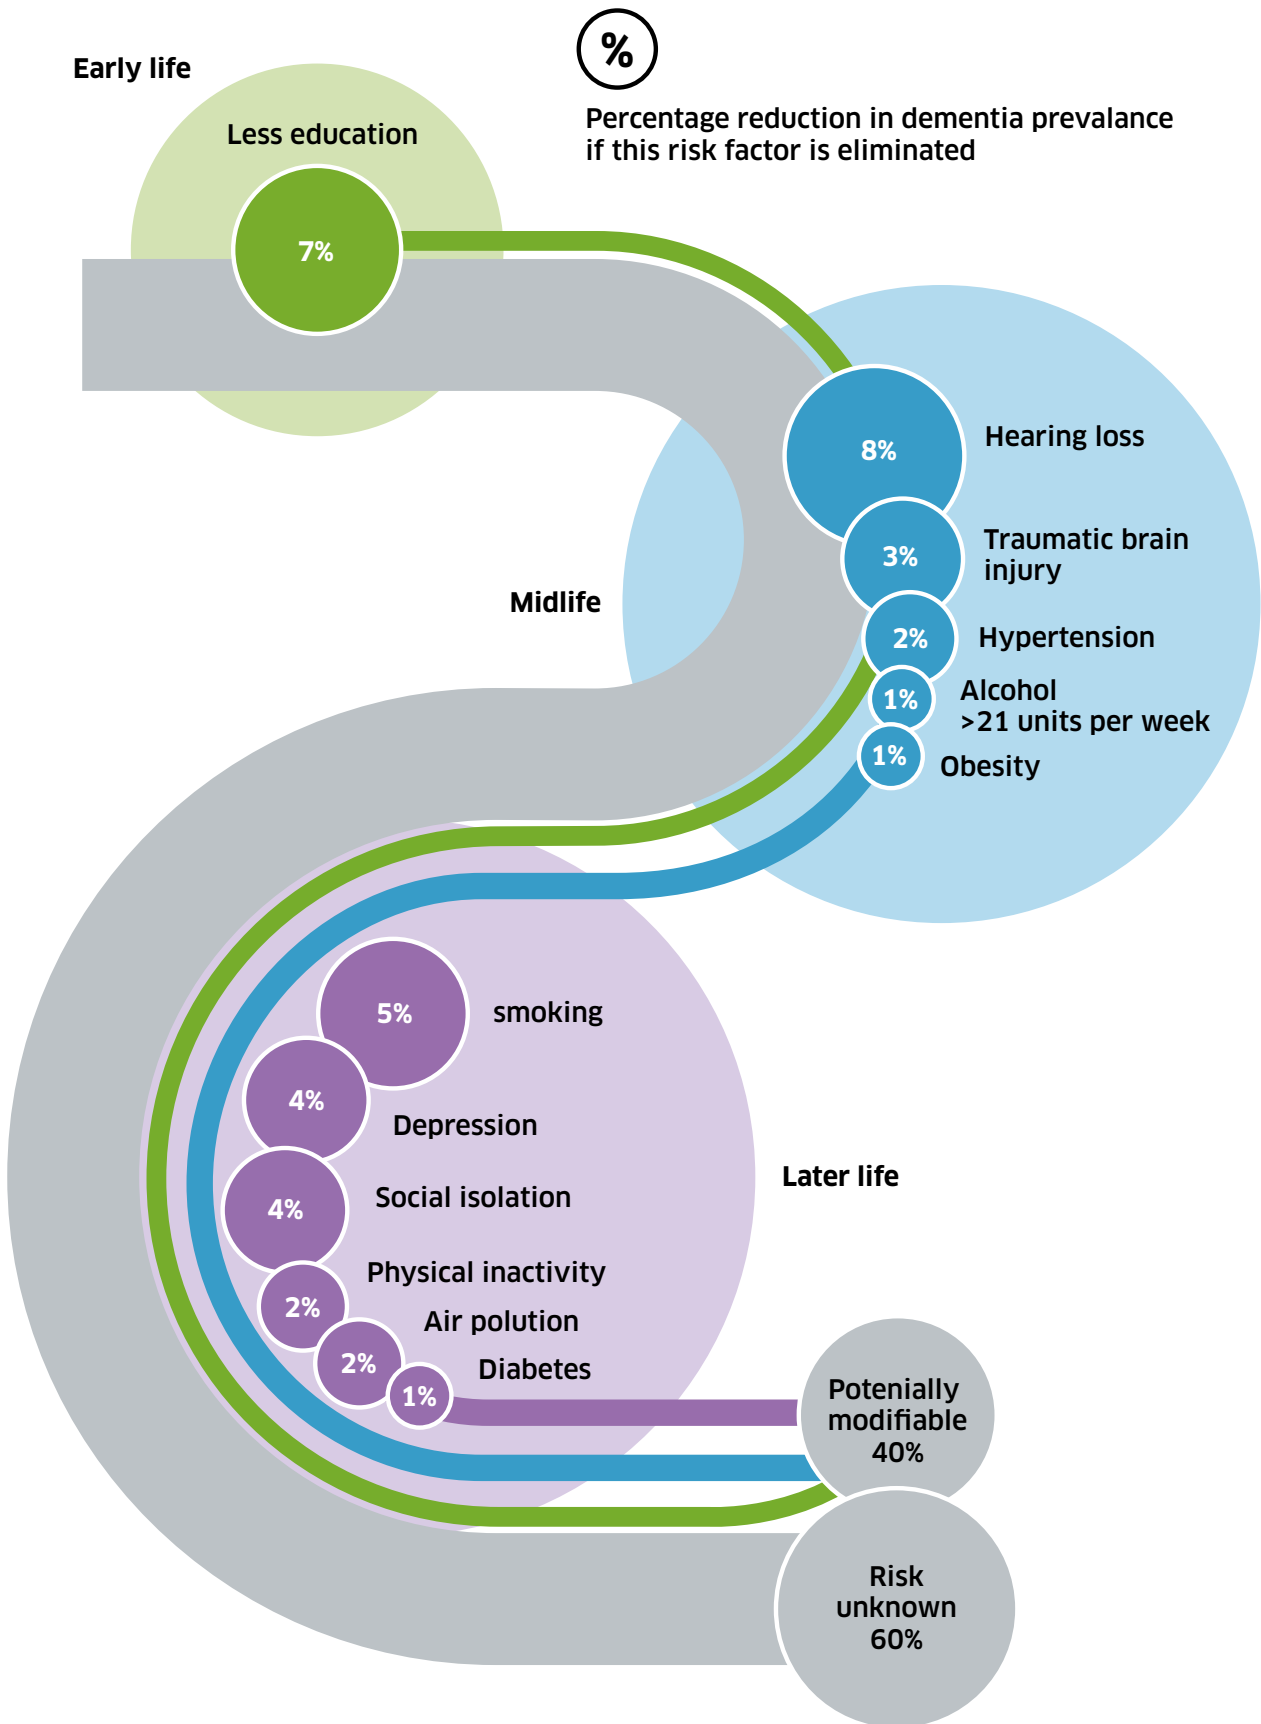 %
Percentage reduction in dementia prevalance
if this risk factor is eliminated
Early life
Less education
7%
Midlife
8%
Hearing loss
3%
Traumatic brain
injury
2%
Hypertension
1%
Alcohol
>21 units per week
1%
Obesity
Later life
5%
smoking
4%
Depression
4%
Social isolation
2%
Physical inactivity
2%
Air polution
1%
Diabetes
Potenially
modifiable
40%
Risk
unknown
60%